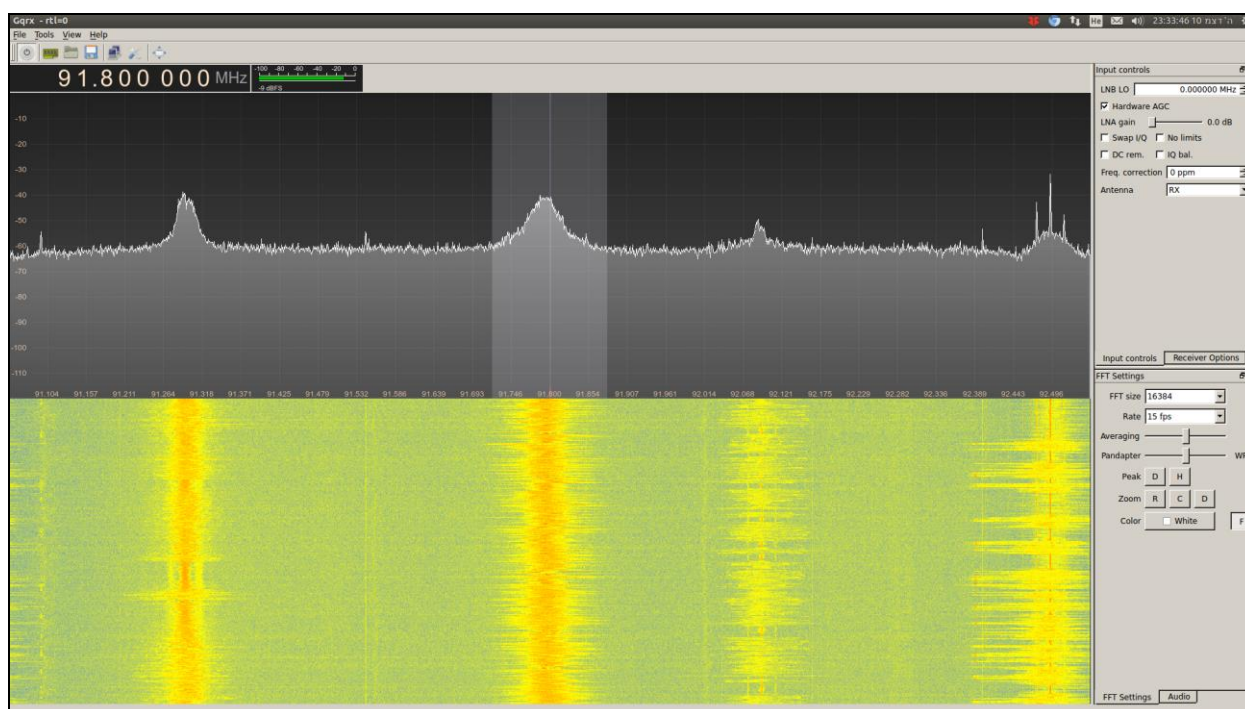 Gqrx - rtl=0
He 23:33:46 10 ה' מרצ
File Tools View Help
91.800 000 MHz
-100 -80 -60 -40 -20 0
-9 dBFS
-10
-20
-30
-40
-50
-60
-70
-80
-90
-100
-110
91.104 91.157 91.211 91.264 91.318 91.371 91.425 91.479 91.532 91.586 91.639 91.693 91.746 91.800 91.854 91.907 91.961 92.014 92.068 92.121 92.175 92.229 92.282 92.336 92.389 92.443 92.496
Input controls
LNB LO 0.000000 MHz
Hardware AGC
LNA gain 0.0 dB
Swap I/Q No limits
DC rem. IQ bal.
Freq. correction 0 ppm
Antenna RX
Input controls Receiver Options
FFT Settings
FFT size 16384
Rate 15 fps
Averaging
Pandapter
Peak D H
Zoom R C D
Color White F
FFT Settings Audio